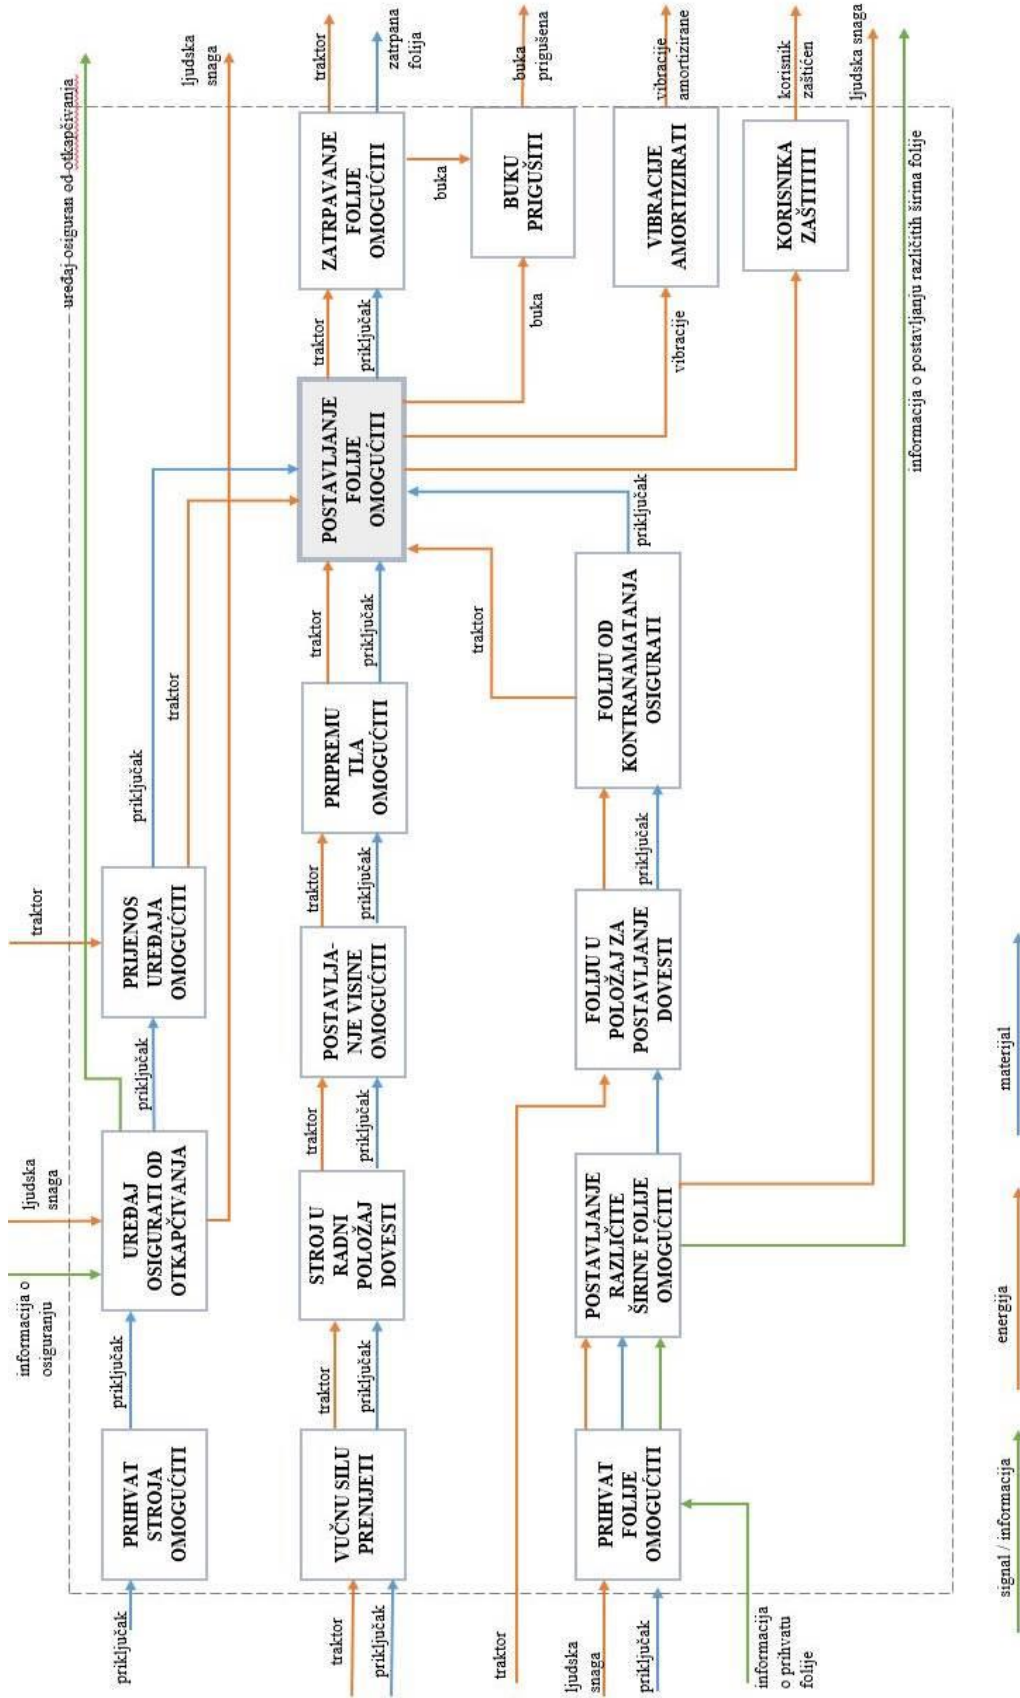 informacija o
osiguranju
ljudska
snaga
traktor
uređaj osiguran od otkapčivanja
priključak
PRIHVAT
STROJA
OMOGUĆITI
priključak
UREĐAJ
OSIGURATI OD
OTKAPČIVANJA
priključak
PRIJENOS
UREĐAJA
OMOGUĆITI
priključak
traktor
ljudska
snaga
traktor
priključak
VUČNU SILU
PRENIJETI
traktor
priključak
STROJ U
RADNI
POLOŽAJ
DOVESTI
traktor
priključak
POSTAVLJA-
NJE VISINE
OMOGUĆITI
traktor
priključak
PRIPREMU
TLA
OMOGUĆITI
traktor
priključak
POSTAVLJANJE
FOLIJE
OMOGUĆITI
traktor
priključak
ZATRPAVANJE
FOLIJE
OMOGUĆITI
traktor
zatrpana
folija
buka
buka
BUKU
PRIGUŠITI
buka
prigušena
vibracije
VIBRACIJE
AMORTIZIRATI
vibracije
amortizirane
KORISNIKA
ZAŠTITITI
korisnik
zaštićen
traktor
ljudska
snaga
priključak
informacija
o prihvatu
folije
PRIHVAT
FOLIJE
OMOGUĆITI
POSTAVLJANJE
RAZLIČITE
ŠIRINE FOLIJE
OMOGUĆITI
FOLIJU U
POLOŽAJ ZA
POSTAVLJANJE
DOVESTI
priključak
FOLIJU OD
KONTRANAMATANJA
OSIGURATI
traktor
priključak
ljudska snaga
informacija o postavljanju različitih širina folije
signal / informacija
energija
materijal